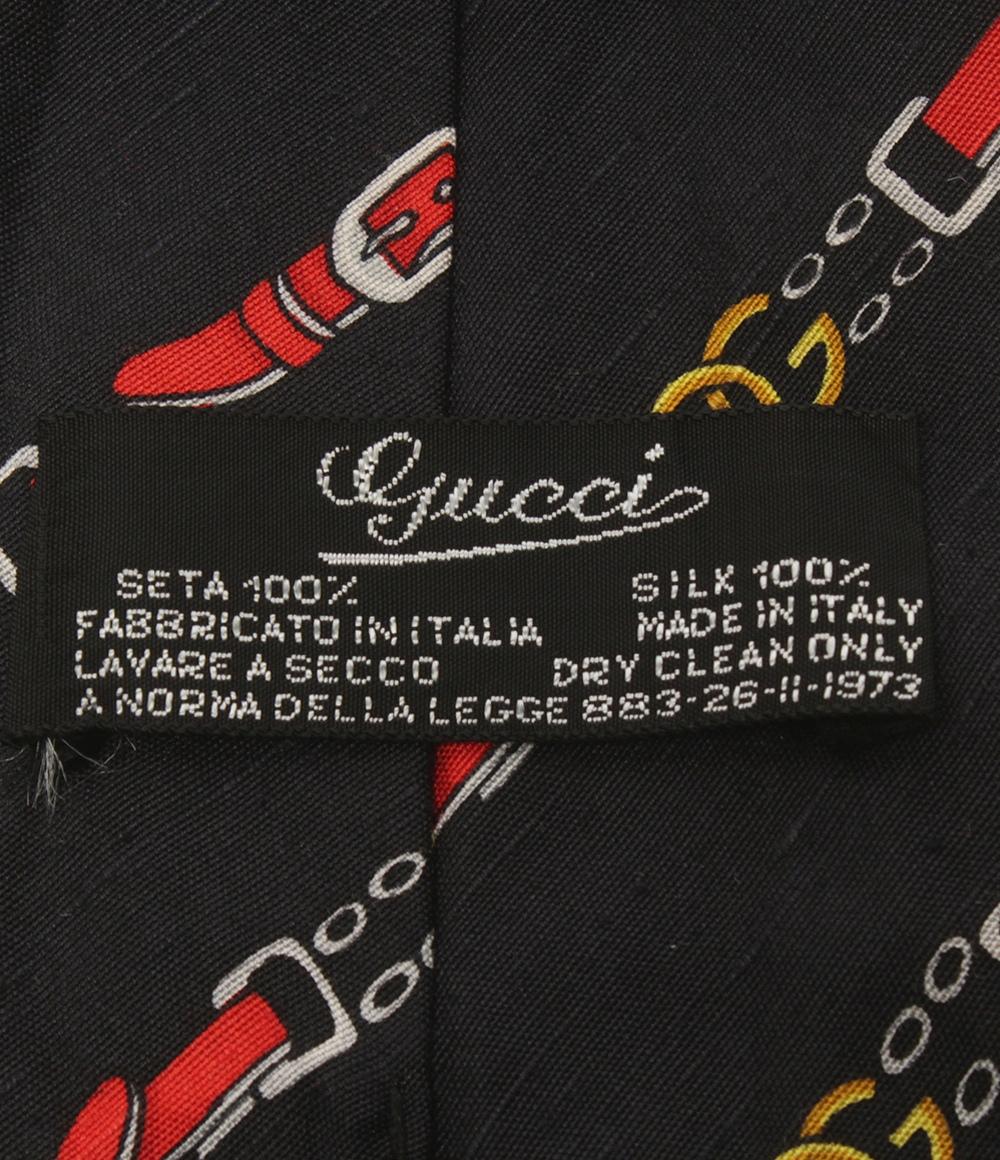 Gucci
SETA 100% SILK 100%
FABBRICATO IN ITALIA MADE IN ITALY
LAVARE A SECCO DRY CLEAN ONLY
A NORMA DELLA LEGGE 883-26-11-1973